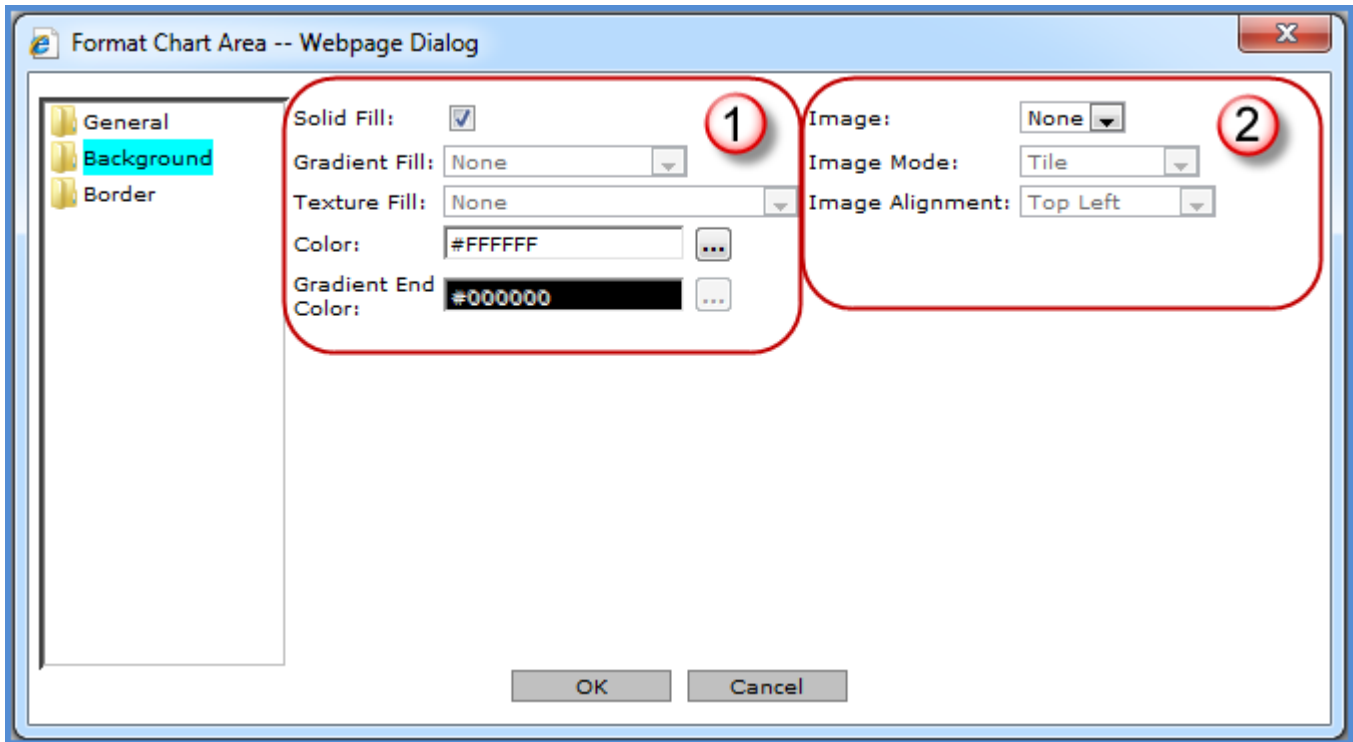 Format Chart Area -- Webpage Dialog
General
Background
Border
Solid Fill:
1
Gradient Fill: None
Texture Fill: None
Color: #FFFFFF ...
Gradient End
Color: #000000 ...
Image: None
2
Image Mode: Tile
Image Alignment: Top Left
OK Cancel